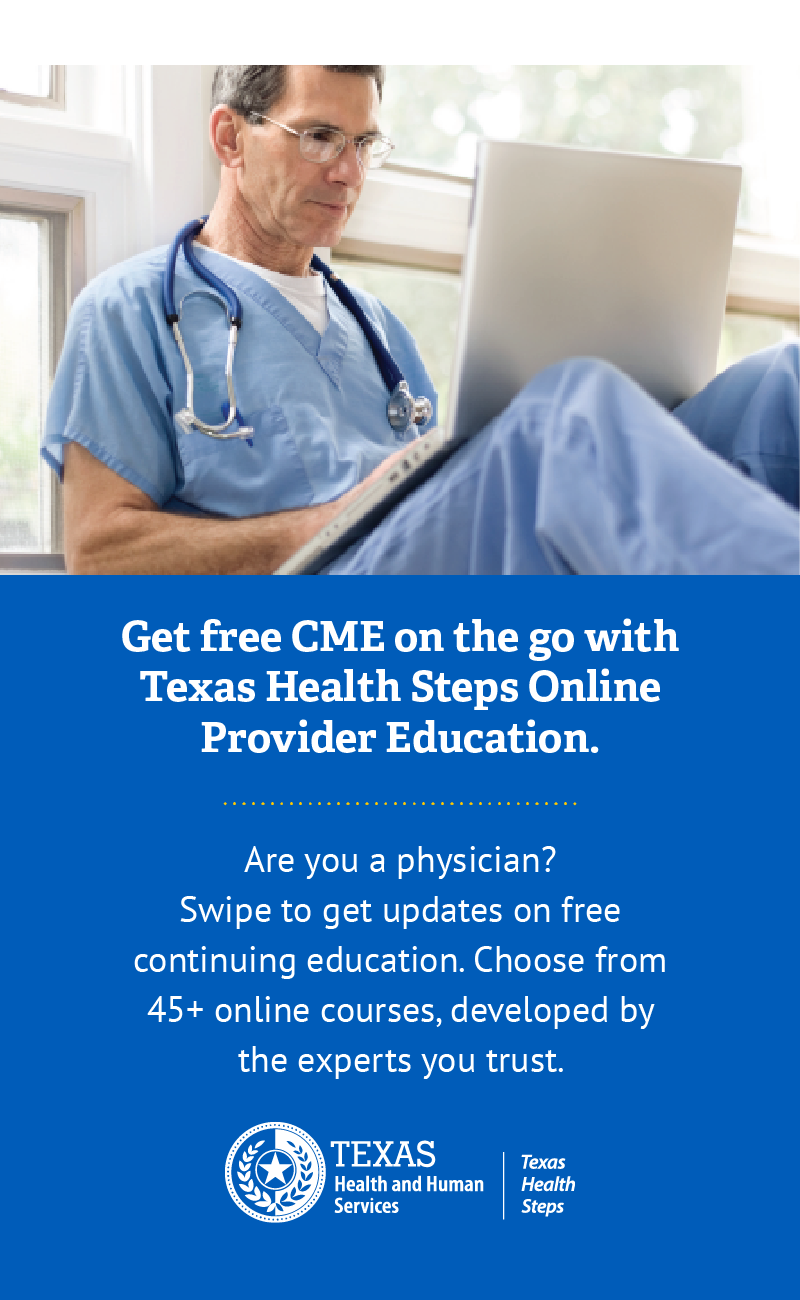 Get free CME on the go with
Texas Health Steps Online
Provider Education.
Are you a physician?
Swipe to get updates on free
continuing education. Choose from
45+ online courses, developed by
the experts you trust.
TEXAS
Health and Human
Services
Texas
Health
Steps